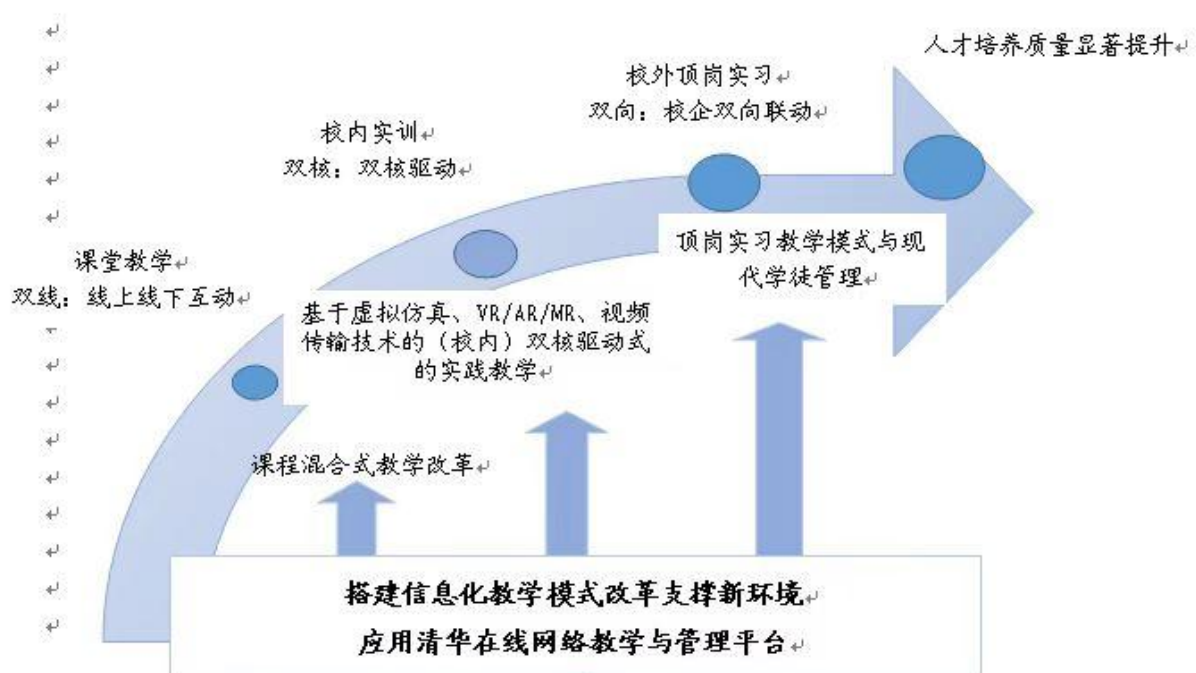 人才培养质量显著提升
校外顶岗实习
双向：校企双向联动
校内实训
双核：双核驱动
课堂教学
双线：线上线下互动
顶岗实习教学模式与现
代学徒管理
基于虚拟仿真、VR/AR/MR、视频
传输技术的（校内）双核驱动式
的实践教学
课程混合式教学改革
搭建信息化教学模式改革支撑新环境
应用清华在线网络教学与管理平台